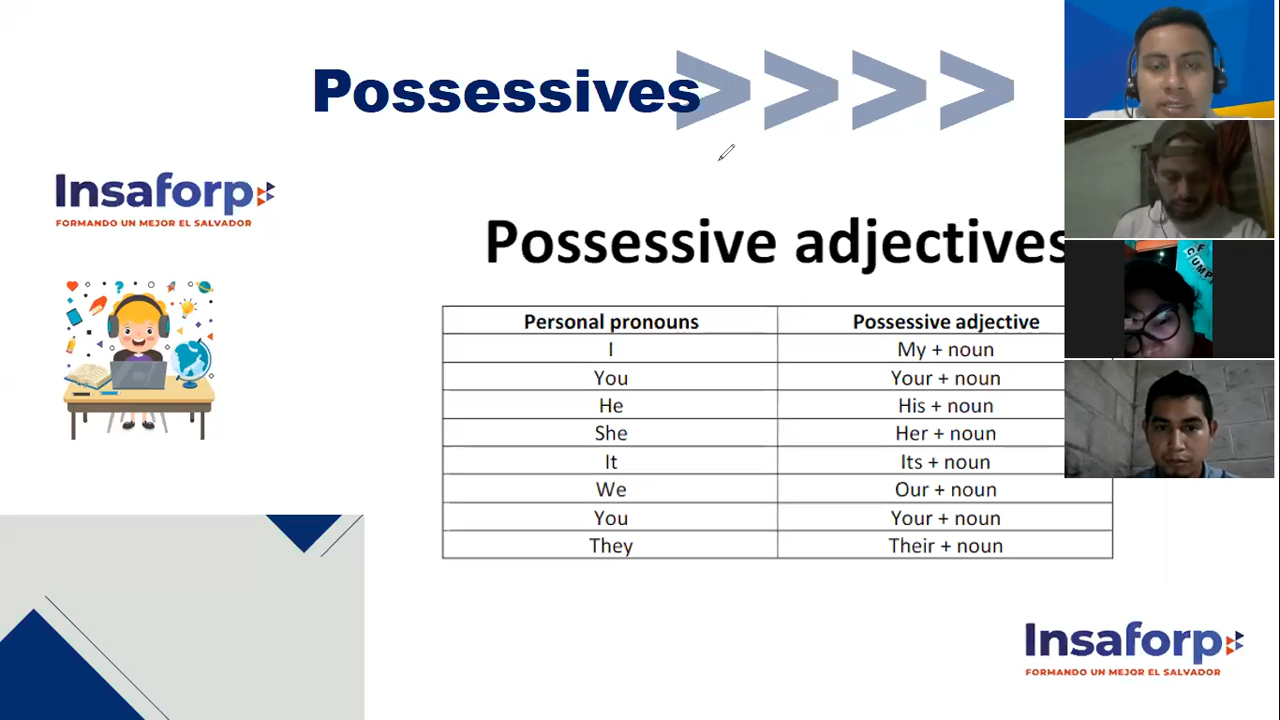 Possessives
Insaforp
FORMANDO UN MEJOR EL SALVADOR
Possessive adjectives
Personal pronouns Possessive adjective
I My + noun
You Your + noun
He His + noun
She Her + noun
It Its + noun
We Our + noun
You Your + noun
They Their + noun
Insaforp
FORMANDO UN MEJOR EL SALVADOR